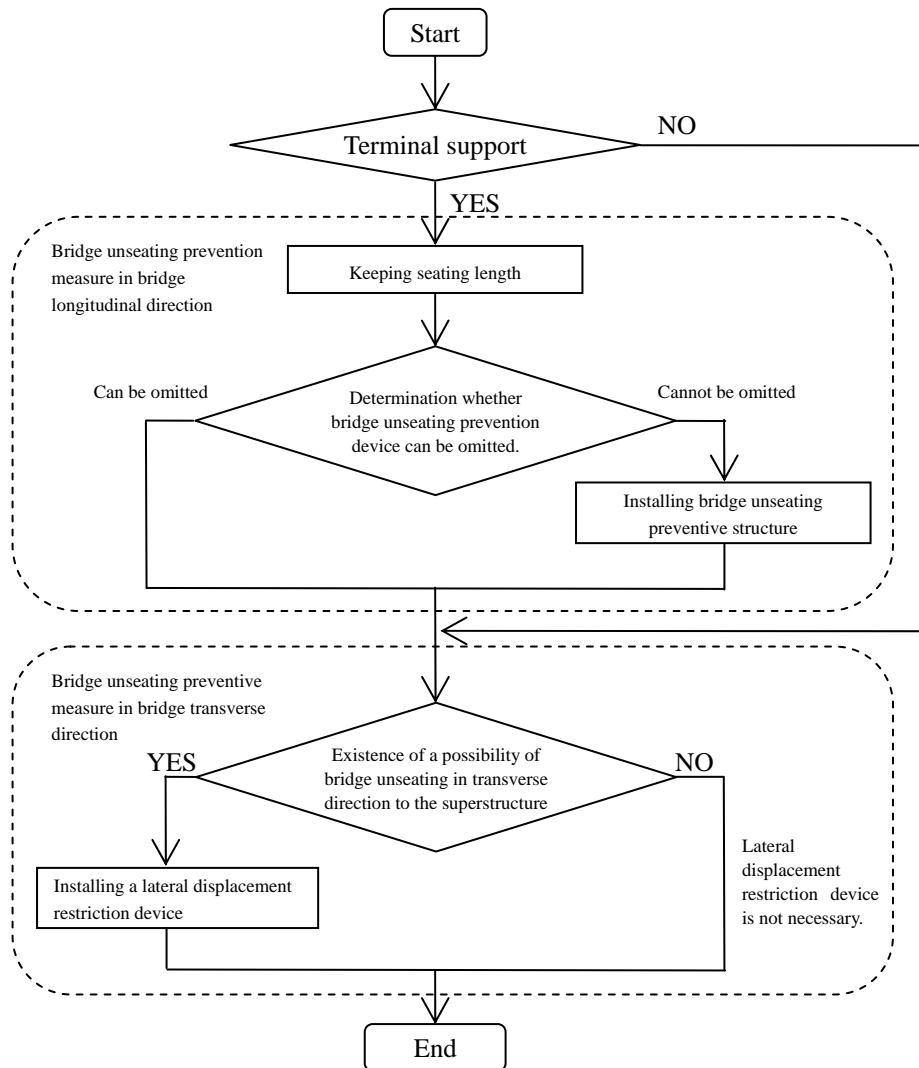 Start
Terminal support
NO
YES
Bridge unseating prevention
measure in bridge
longitudinal direction
Keeping seating length
Can be omitted
Determination whether
bridge unseating prevention
device can be omitted.
Cannot be omitted
Installing bridge unseating
preventive structure
Bridge unseating preventive
measure in bridge transverse
direction
YES
Existence of a possibility of
bridge unseating in transverse
direction to the superstructure
NO
Installing a lateral displacement
restriction device
Lateral
displacement
restriction device
is not necessary.
End